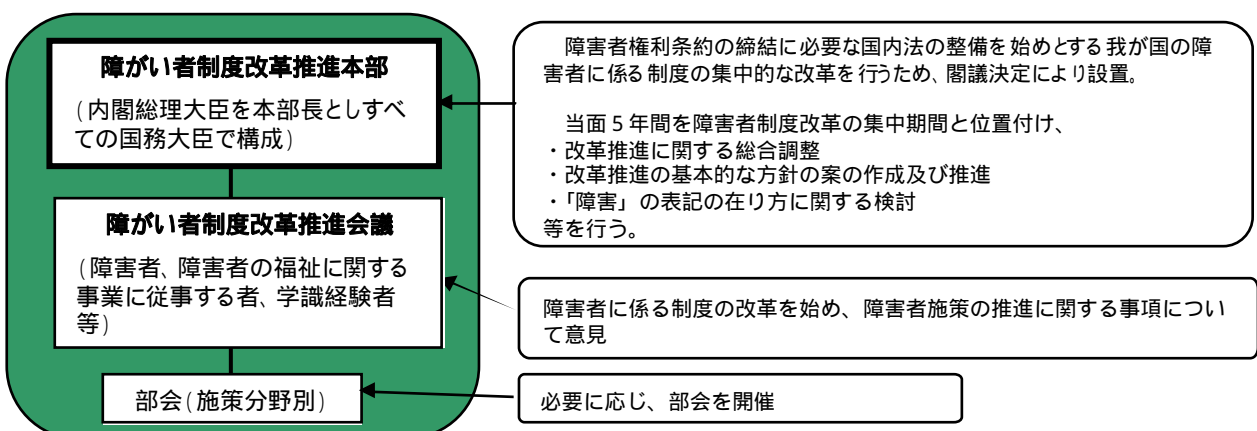 障がい者制度改革推進本部
(内閣総理大臣を本部長としすべ
ての国務大臣で構成)
障害者権利条約の締結に必要な国内法の整備を始めとする我が国の障
害者に係る制度の集中的な改革を行うため、閣議決定により設置。
当面５年間を障害者制度改革の集中期間と位置付け、
・改革推進に関する総合調整
・改革推進の基本的な方針の案の作成及び推進
・「障害」の表記の在り方に関する検討
等を行う。
障がい者制度改革推進会議
(障害者、障害者の福祉に関する
事業に従事する者、学識経験者
等)
障害者に係る制度の改革を始め、障害者施策の推進に関する事項につい
て意見
部会(施策分野別)
必要に応じ、部会を開催